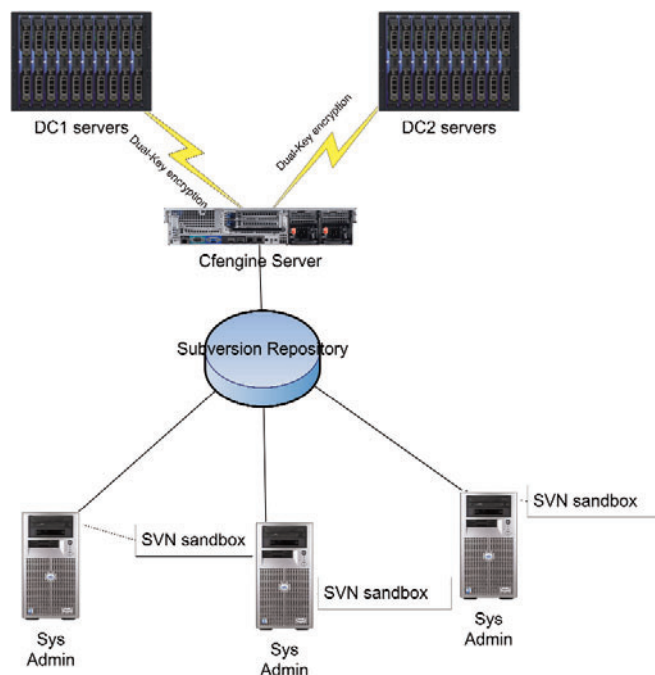 DC1 servers
DC2 servers
Dual-Key encryption
Dual-Key encryption
Cfengine Server
Subversion Repository
SVN sandbox
SVN sandbox
SVN sandbox
Sys
Admin
Sys
Admin
Sys
Admin